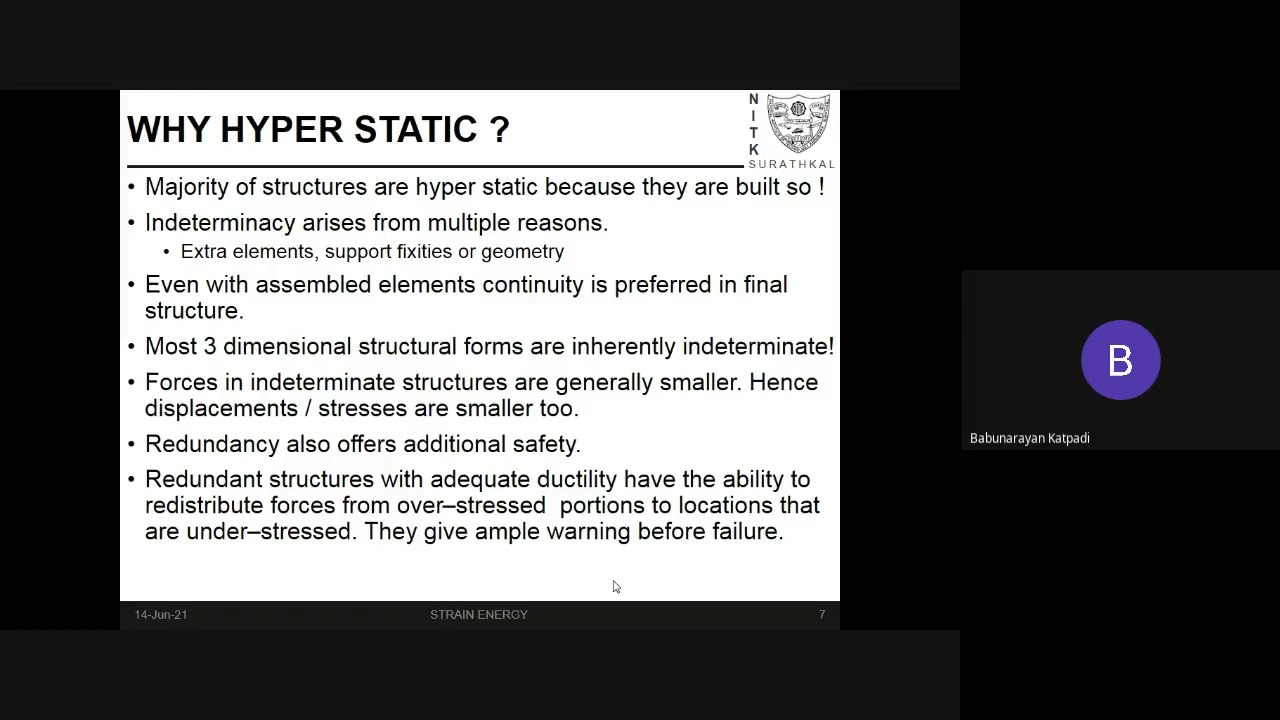 WHY HYPER STATIC ?
N
I
T
K
SURATHKAL
• Majority of structures are hyper static because they are built so !
• Indeterminacy arises from multiple reasons.
• Extra elements, support fixities or geometry
• Even with assembled elements continuity is preferred in final
structure.
• Most 3 dimensional structural forms are inherently indeterminate!
• Forces in indeterminate structures are generally smaller. Hence
displacements / stresses are smaller too.
• Redundancy also offers additional safety.
• Redundant structures with adequate ductility have the ability to
redistribute forces from over–stressed  portions to locations that
are under–stressed. They give ample warning before failure.
14-Jun-21
STRAIN ENERGY
7
B
Babunarayan Katpadi